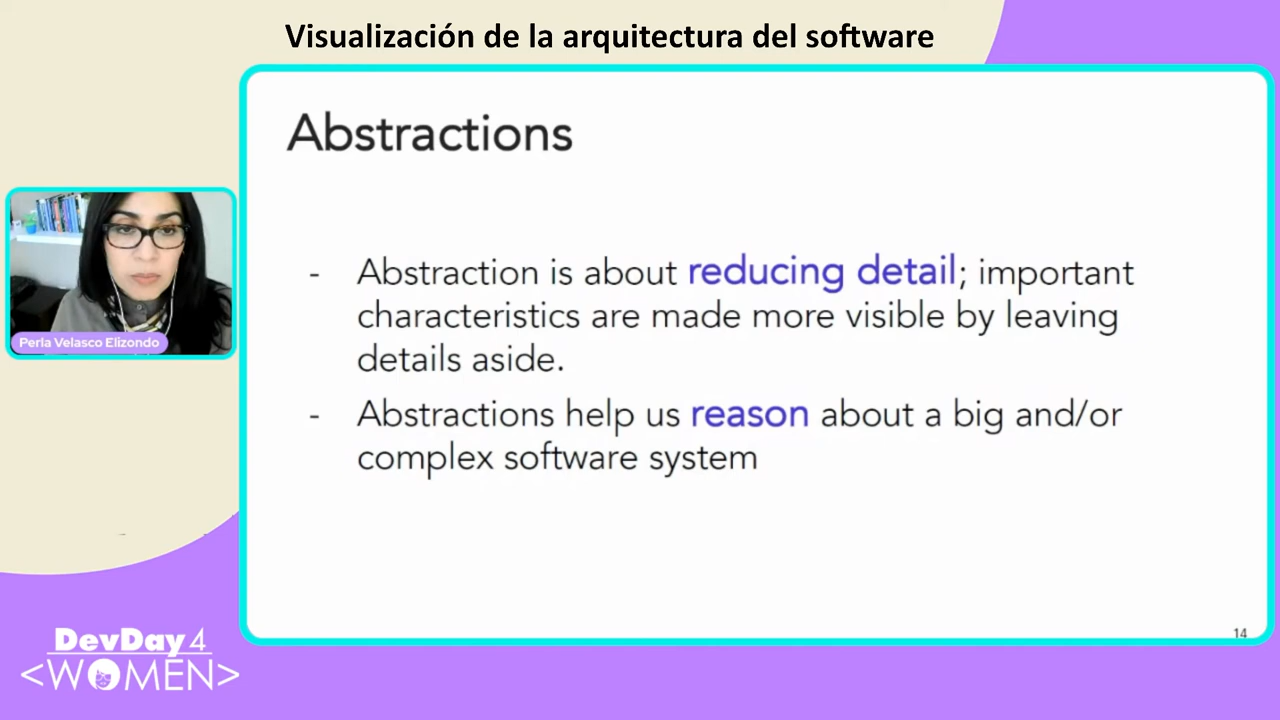 Visualización de la arquitectura del software
Abstractions
- Abstraction is about reducing detail; important
characteristics are made more visible by leaving
details aside.
- Abstractions help us reason about a big and/or
complex software system
14
Perla Velasco Elizondo
DevDay4
<WOMEN>